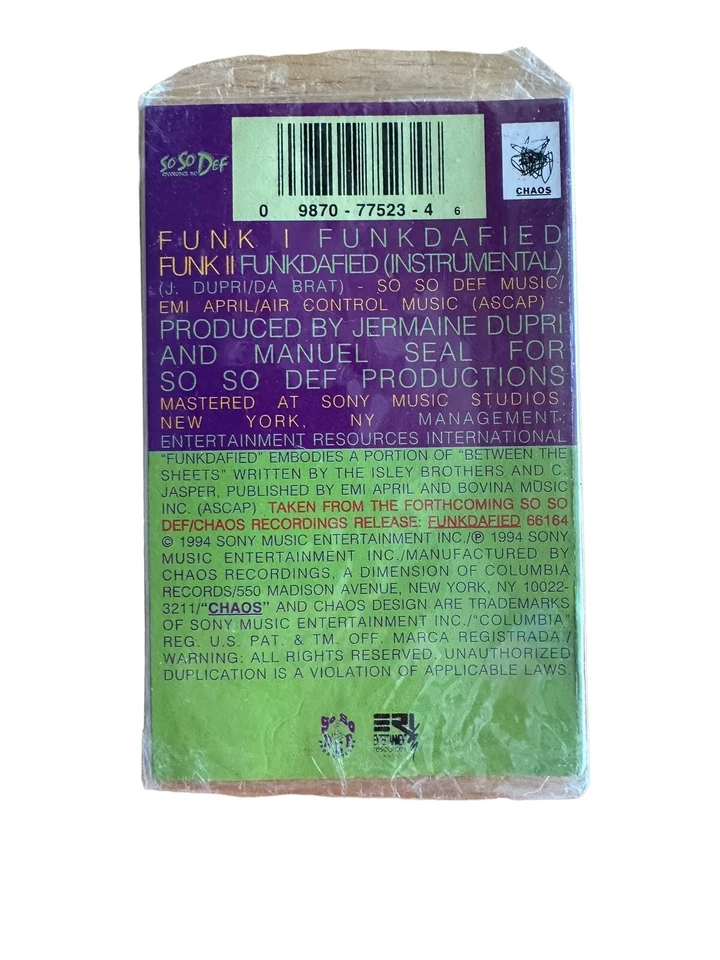 SO SO DEF
RECORDINGS INC.
CHAOS
0 9870 - 77523 - 4 6
FUNK I FUNKDAFIED
FUNK II FUNKDAFIED (INSTRUMENTAL)
(J. DUPRI/DA BRAT) - SO SO DEF MUSIC/
EMI APRIL/AIR CONTROL MUSIC (ASCAP) -
PRODUCED BY JERMAINE DUPRI
AND MANUEL SEAL FOR
SO SO DEF PRODUCTIONS
MASTERED AT SONY MUSIC STUDIOS,
NEW YORK, NY MANAGEMENT:
ENTERTAINMENT RESOURCES INTERNATIONAL
"FUNKDAFIED" EMBODIES A PORTION OF "BETWEEN THE
SHEETS" WRITTEN BY THE ISLEY BROTHERS AND C.
JASPER, PUBLISHED BY EMI APRIL AND BOVINA MUSIC
INC. (ASCAP) TAKEN FROM THE FORTHCOMING SO SO
DEF/CHAOS RECORDINGS RELEASE: FUNKDAFIED 66164
© 1994 SONY MUSIC ENTERTAINMENT INC./℗ 1994 SONY
MUSIC ENTERTAINMENT INC./MANUFACTURED BY
CHAOS RECORDINGS, A DIMENSION OF COLUMBIA
RECORDS/550 MADISON AVENUE, NEW YORK, NY 10022-
3211/"CHAOS" AND CHAOS DESIGN ARE TRADEMARKS
OF SONY MUSIC ENTERTAINMENT INC./"COLUMBIA"
REG. U.S. PAT. & TM. OFF. MARCA REGISTRADA./
WARNING: ALL RIGHTS RESERVED. UNAUTHORIZED
DUPLICATION IS A VIOLATION OF APPLICABLE LAWS.
SO SO
DEF
ERI
resources